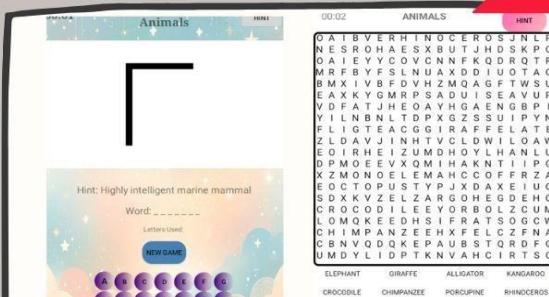 Animals
HINT
Hint: Highly intelligent marine mammal
Word: _ _ _ _ _ _ _
Letters Used:
NEW GAME
A B C D E F G
00:02
ANIMALS
HINT
O A I B V E R H I N O C E R O S J N L P
N E S R O H A E S X B U T J H D S K P C
O A I E Y Y C O V C N N F K Q D R Q T R
M R F B Y F S L N U A X D D I U O T A G
B M X I V B F D V H Z M Q A G F T W S U
E A X K Y G M R P S A D U I S E A V U F
V D F A T J H E O A Y H G A E N G B P I
Y I L N B N L T D P X G Z S S U I P Y N
F L I G T E A C G G I R A F F E L A T E
Z L D A V J I N H T V C L D W I L O A W
E O I R H E I Z U M D H O Y L H A N L U
D P M O E E V X Q M I H A K N T I I P C
X Z M O N O E L E M A H C C O F F R Z A
E O C T O P U S T Y P J X D A X E I U C
S D X K V Z E L Z A R G O H E G D E H C
C R O C O D I L E E Y O R B O L Z C U M
L O M Q K E E D H S I F R A T S O G C W
C H I M P A N Z E E H X F E L C Z F N A
C B N V Q D Q K E P A U B S T Q R D F C
U M D Y L I D P T K N V A H C I R T S O
ELEPHANT GIRAFFE ALLIGATOR KANGAROO
CROCODILE CHIMPANZEE PORCUPINE RHINOCEROS